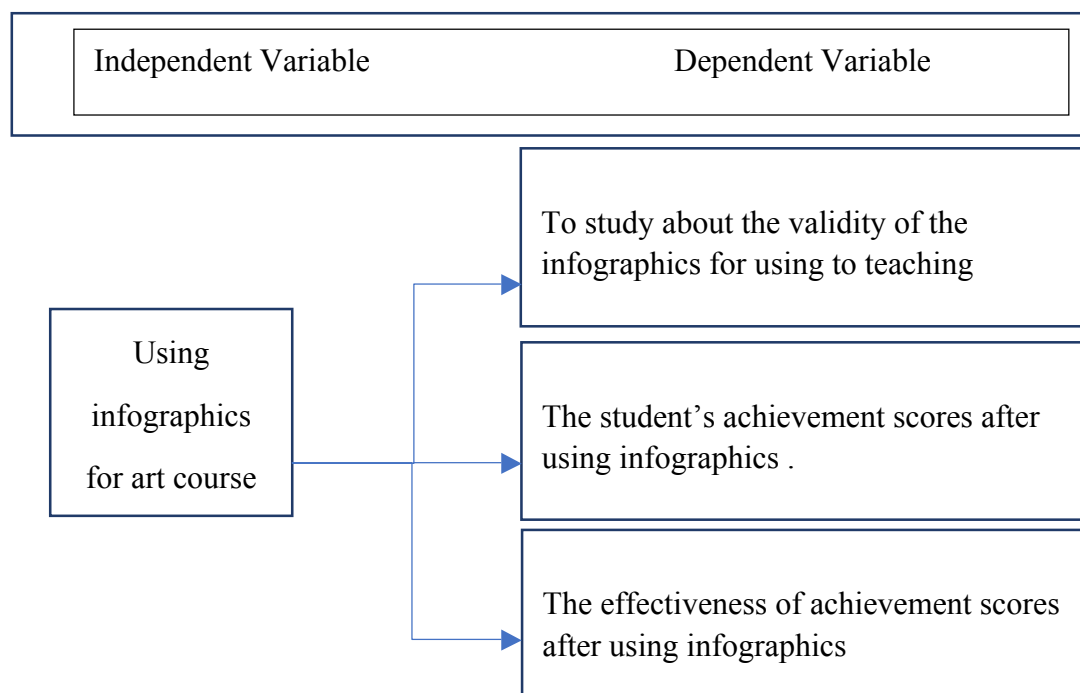 Independent Variable Dependent Variable
To study about the validity of the
infographics for using to teaching
Using
infographics
for art course
The student’s achievement scores after
using infographics .
The effectiveness of achievement scores
after using infographics